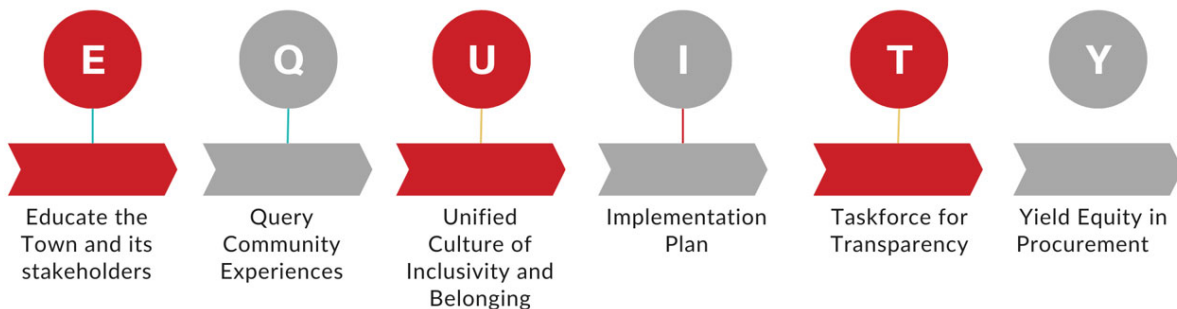 E
Q
U
I
T
Y
Educate the
Town and its
stakeholders
Query
Community
Experiences
Unified
Culture of
Inclusivity and
Belonging
Implementation
Plan
Taskforce for
Transparency
Yield Equity in
Procurement